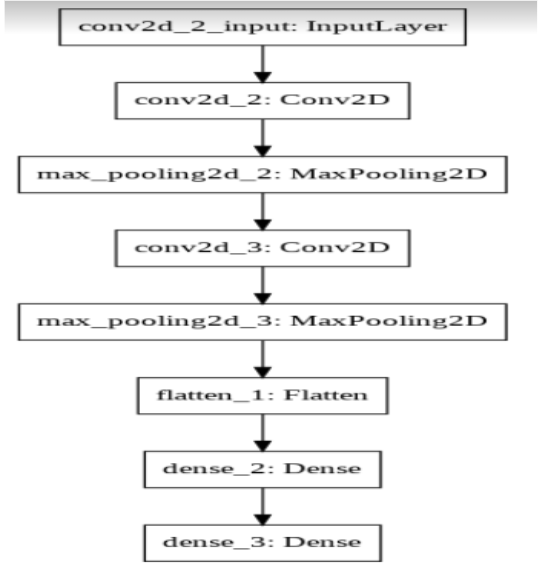 conv2d_2_input: InputLayer
conv2d_2: Conv2D
max_pooling2d_2: MaxPooling2D
conv2d_3: Conv2D
max_pooling2d_3: MaxPooling2D
flatten_1: Flatten
dense_2: Dense
dense_3: Dense